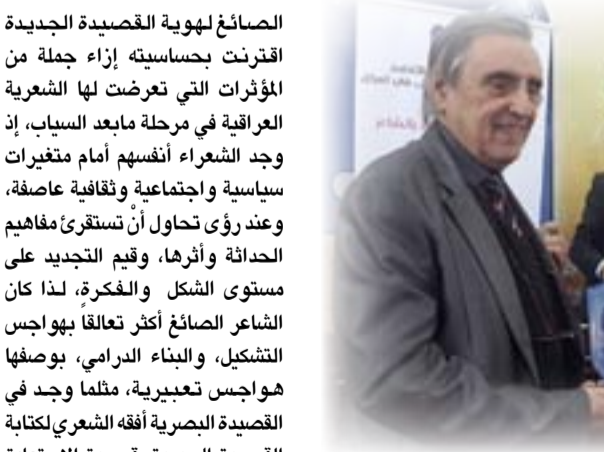 الصائغ لهوية القصيدة الجديدة
اقترنت بحساسيته إزاء جملة من
المؤثرات التي تعرضت لها الشعرية
العراقية في مرحلة مابعد السياب، إذ
وجد الشعراء أنفسهم أمام متغيرات
سياسية واجتماعية وثقافية عاصفة،
وعند رؤى تحاول أنْ تستقرئ مفاهيم
الحداثة وأثرها، وقيم التجديد على
مستوى الشكل والفكرةٍ، لذا كان
الشاعر الصائغ أكثر تعالقاً بهواجس
التشكيل، والبناء الدرامي، بوصفها
هواجس تعبيرية، مثلما وجد في
القصيدة البصرية أفقه الشعري لكتابة